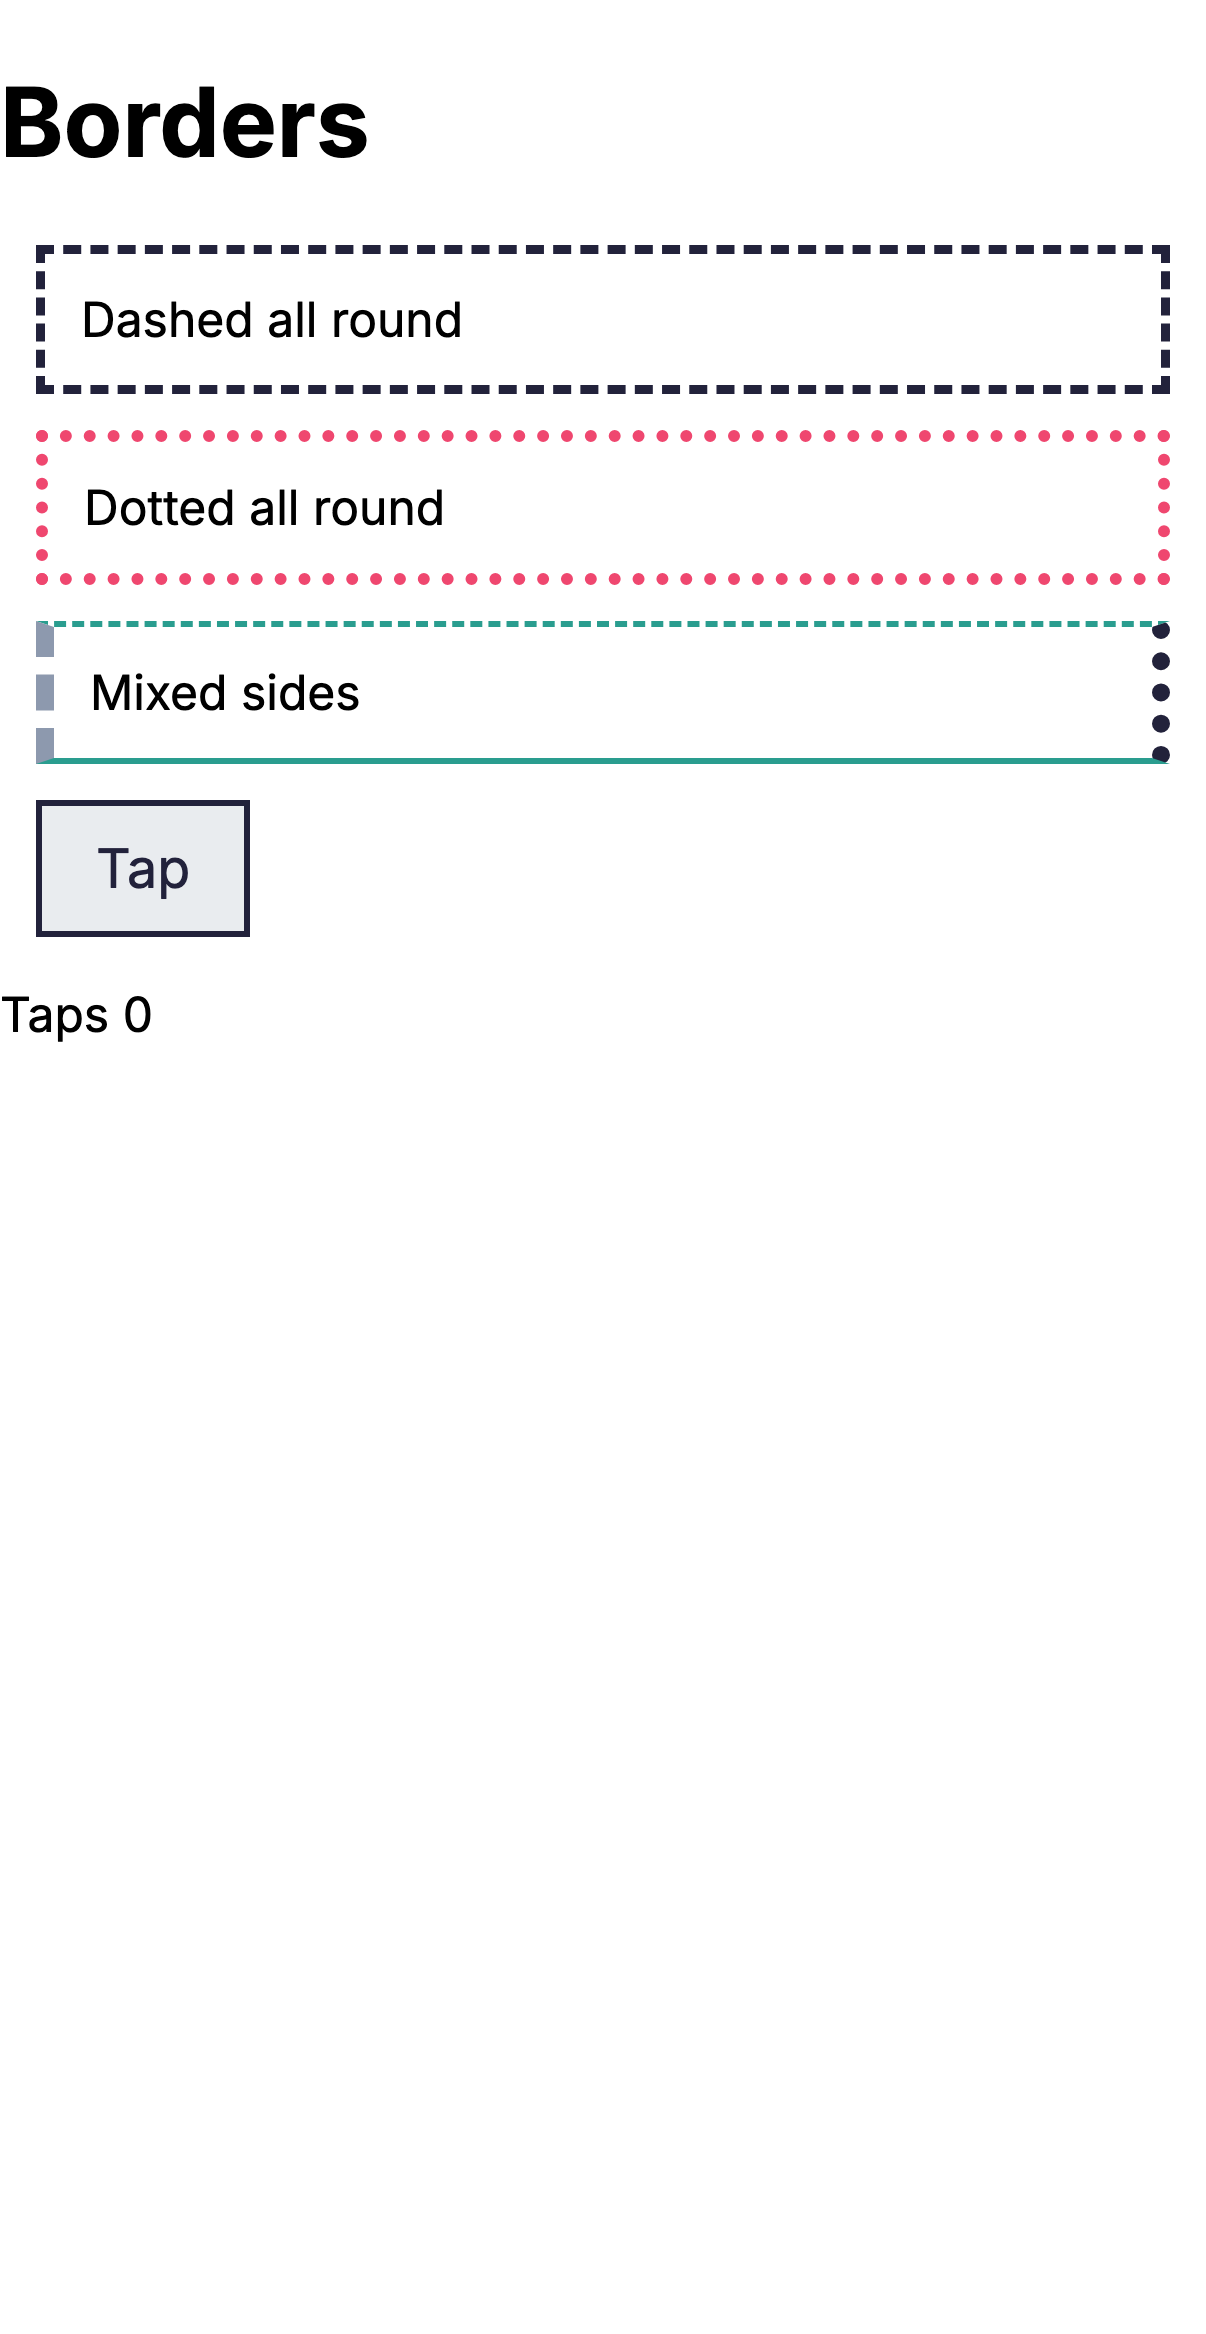 Borders
Dashed all round
Dotted all round
Mixed sides
Tap
Taps 0